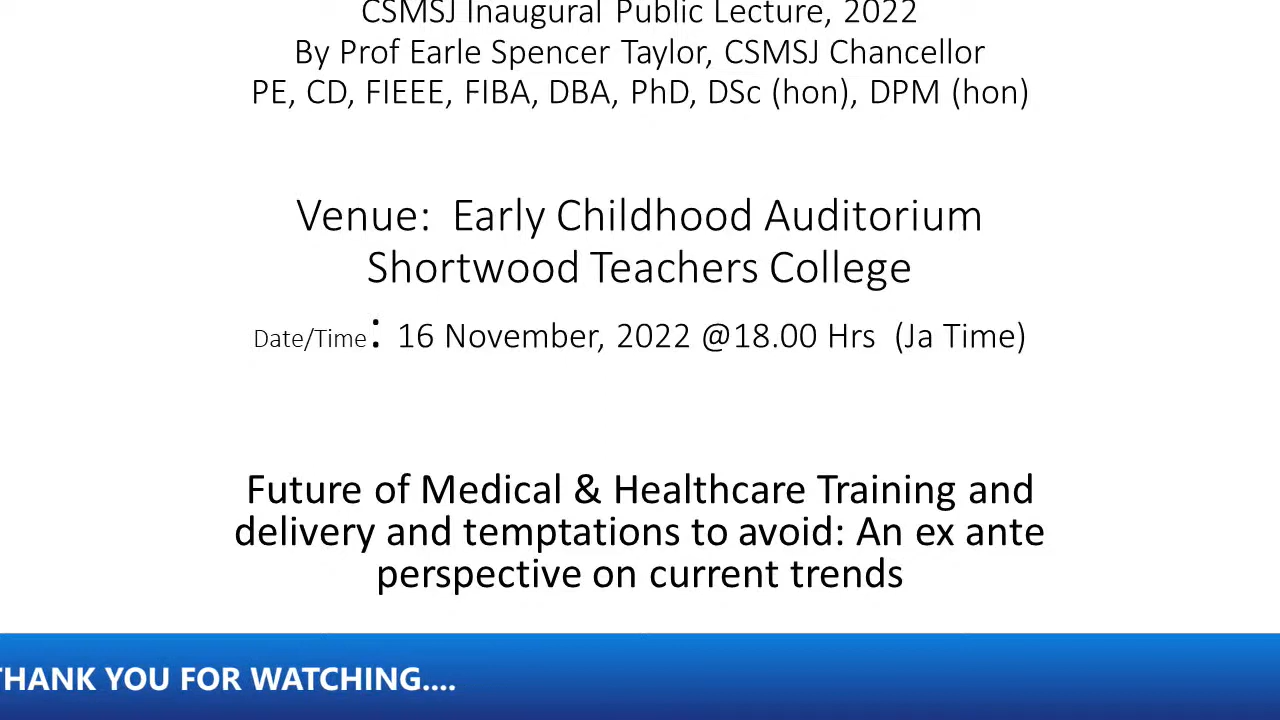 CSMSJ Inaugural Public Lecture, 2022
By Prof Earle Spencer Taylor, CSMSJ Chancellor
PE, CD, FIEEE, FIBA, DBA, PhD, DSc (hon), DPM (hon)
Venue: Early Childhood Auditorium
Shortwood Teachers College
Date/Time: 16 November, 2022 @18.00 Hrs (Ja Time)
Future of Medical & Healthcare Training and
delivery and temptations to avoid: An ex ante
perspective on current trends
THANK YOU FOR WATCHING....